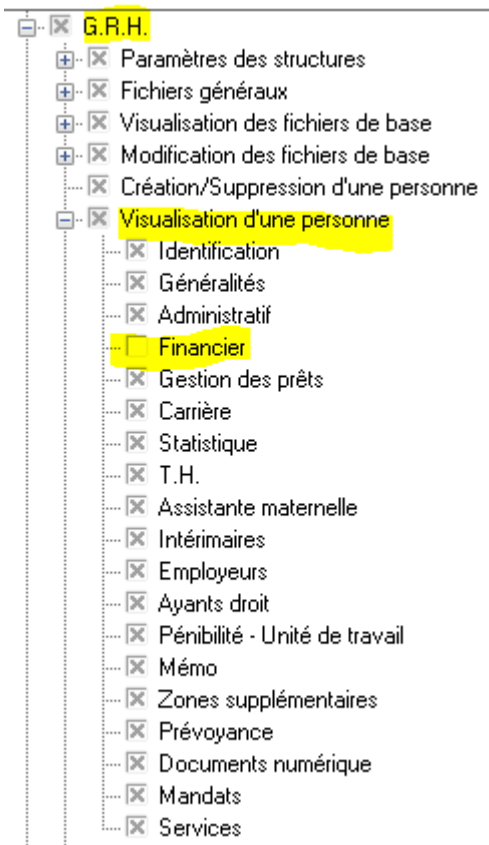 G.R.H.
Paramètres des structures
Fichiers généraux
Visualisation des fichiers de base
Modification des fichiers de base
Création/Suppression d'une personne
Visualisation d'une personne
Identification
Généralités
Administratif
Financier
Gestion des prêts
Carrière
Statistique
T.H.
Assistante maternelle
Intérimaires
Employeurs
Ayants droit
Pénibilité - Unité de travail
Mémo
Zones supplémentaires
Prévoyance
Documents numérique
Mandats
Services